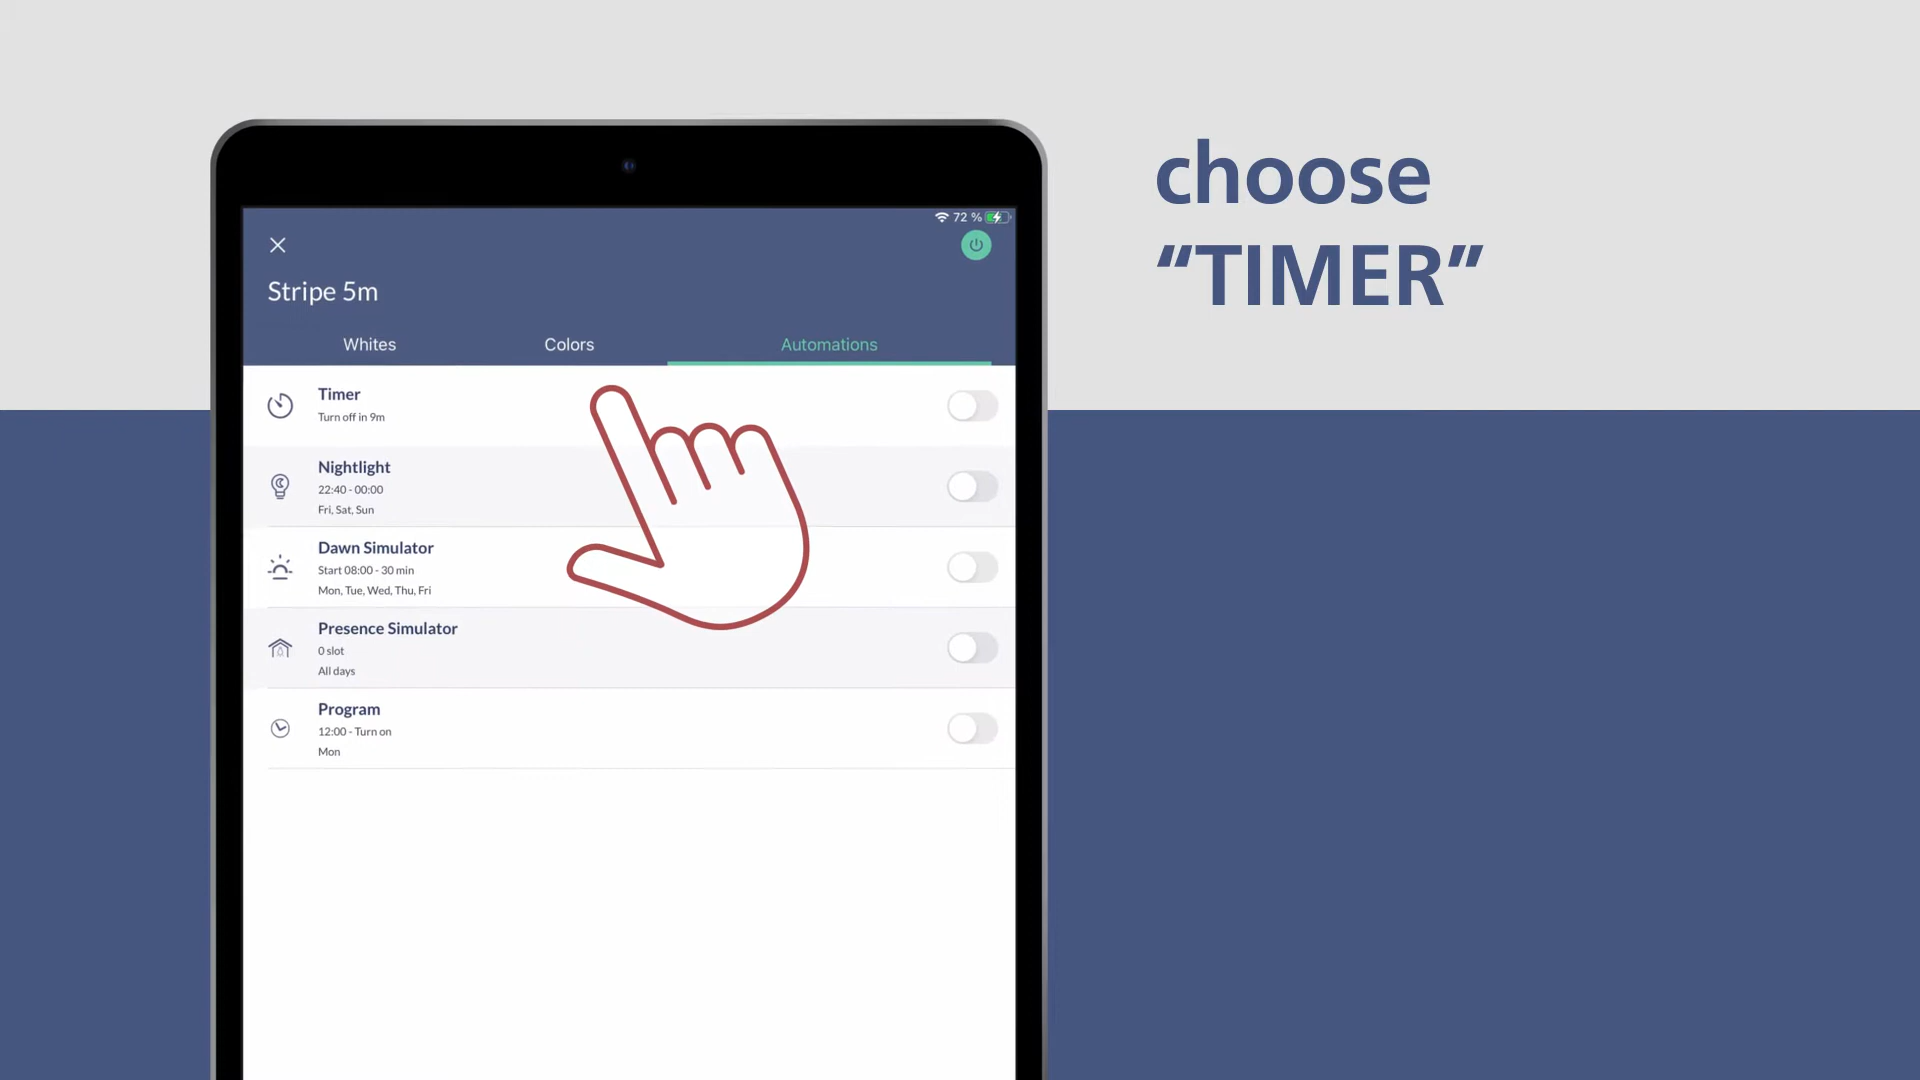 choose
“TIMER”
72 %
Stripe 5m
Whites
Colors
Automations
Timer
Turn off in 9m
Nightlight
22:40 - 00:00
Fri, Sat, Sun
Dawn Simulator
Start 08:00 - 30 min
Mon, Tue, Wed, Thu, Fri
Presence Simulator
0 slot
All days
Program
12:00 - Turn on
Mon